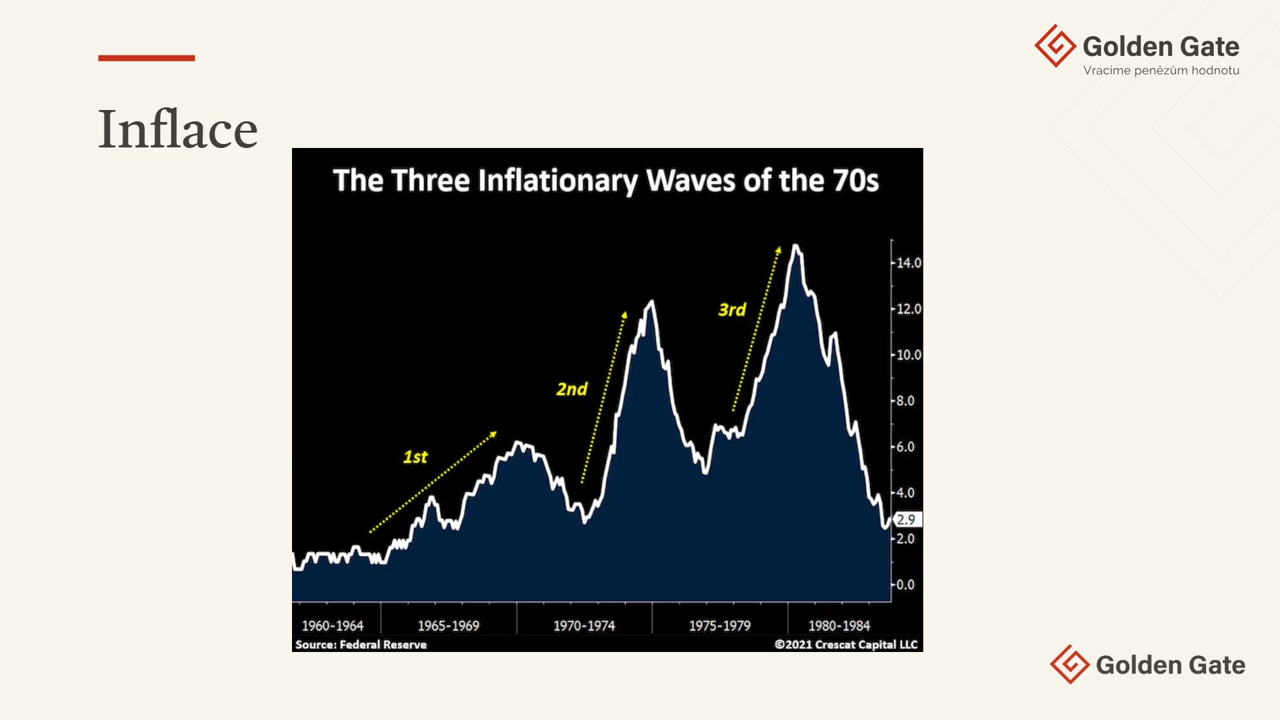 Golden Gate
Vracíme penězům hodnotu
Inflace
The Three Inflationary Waves of the 70s
1st
2nd
3rd
14.0
12.0
10.0
8.0
6.0
4.0
2.9
2.0
0.0
1960-1964 1965-1969 1970-1974 1975-1979 1980-1984
Source: Federal Reserve ©2021 Crescat Capital LLC
Golden Gate